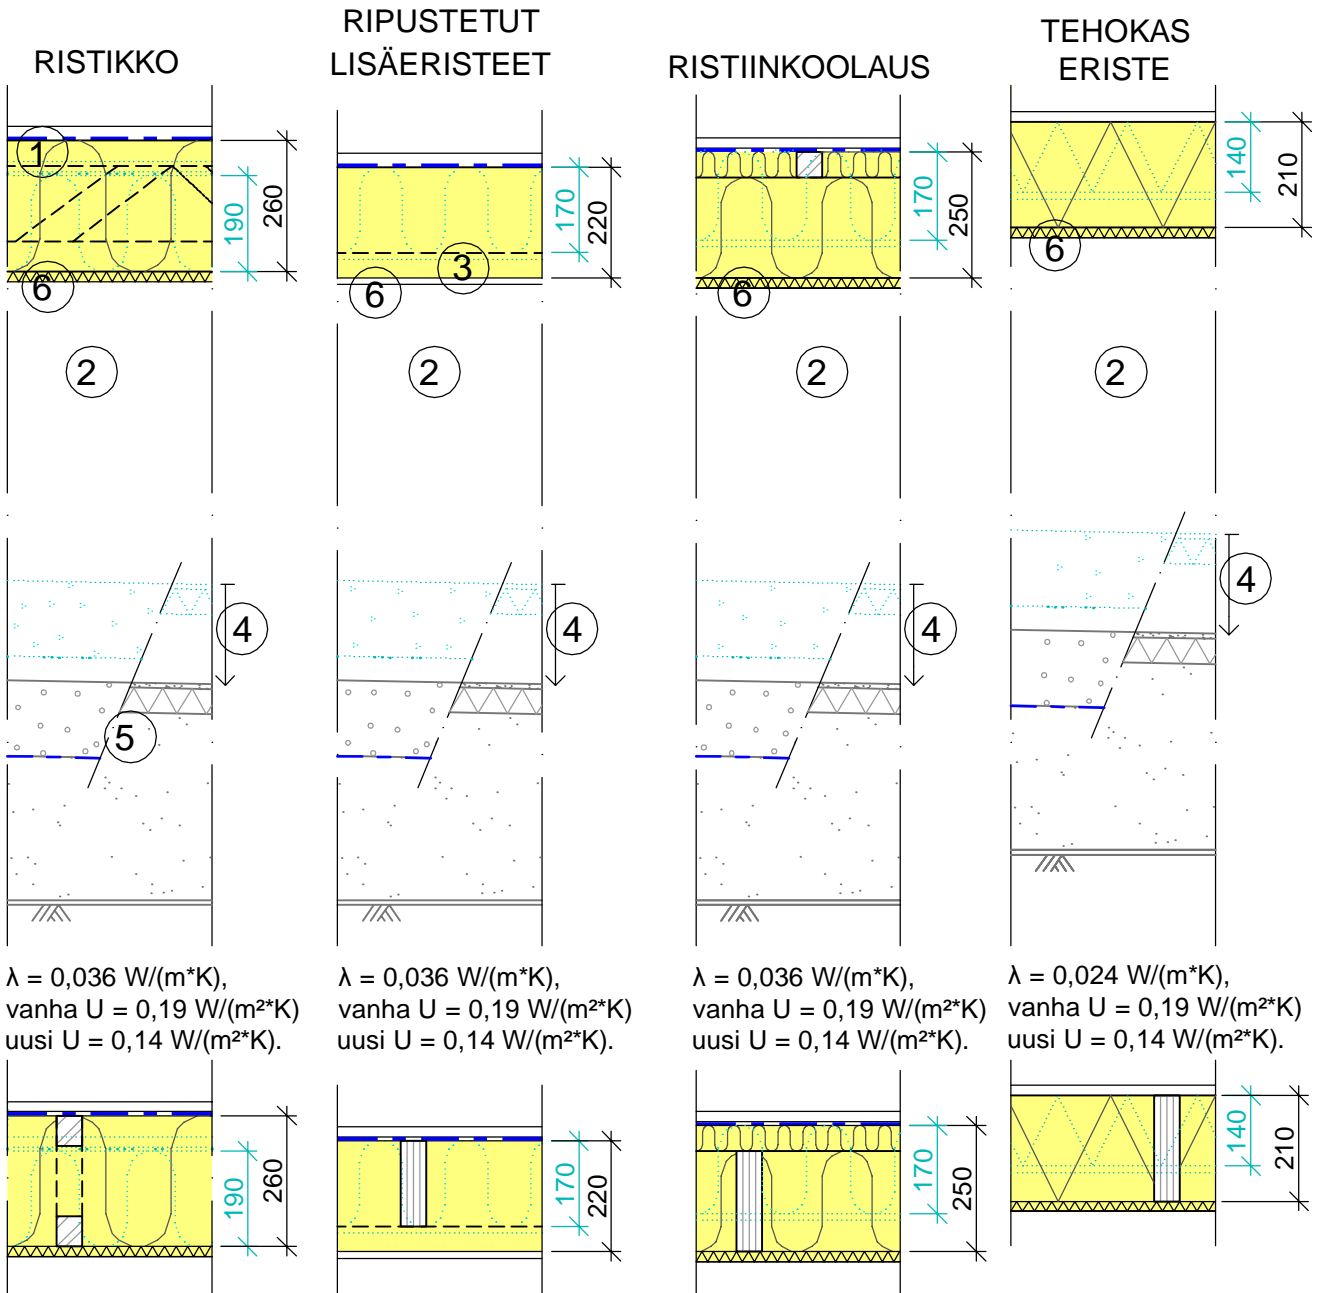 RISTIKKO
RIPUSTETUT
LISÄERISTEET
RISTIINKOOLAUS
TEHOKAS
ERISTE
1
190
260
6
2
170
220
3
6
2
170
250
6
2
140
210
6
2
4
5
4
4
4
λ = 0,036 W/(m*K),
vanha U = 0,19 W/(m²*K)
uusi U = 0,14 W/(m²*K).
λ = 0,036 W/(m*K),
vanha U = 0,19 W/(m²*K)
uusi U = 0,14 W/(m²*K).
λ = 0,036 W/(m*K),
vanha U = 0,19 W/(m²*K)
uusi U = 0,14 W/(m²*K).
λ = 0,024 W/(m*K),
vanha U = 0,19 W/(m²*K)
uusi U = 0,14 W/(m²*K).
190
260
170
220
170
250
140
210